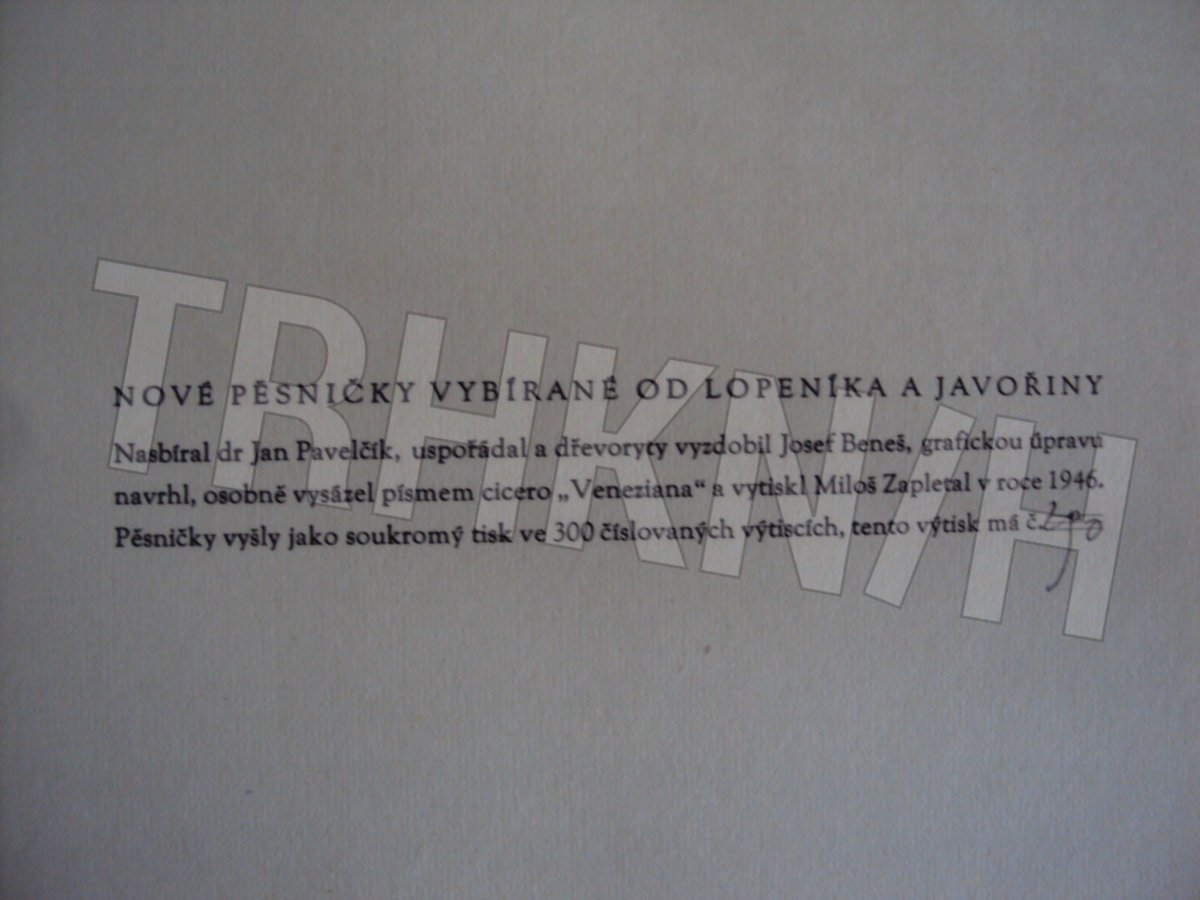 NOVÉ PĚSNIČKY VYBÍRANÉ OD LOPENÍKA A JAVOŘINY
Nasbíral dr Jan Pavelčík, uspořádal a dřevoryty vyzdobil Josef Beneš, grafickou úpravu
navrhl, osobně vysázel písmem cicero „Veneziana“ a vytiskl Miloš Zapletal v roce 1946.
Pěsničky vyšly jako soukromý tisk ve 300 číslovaných výtiscích, tento výtisk má č.
TRHKNIH